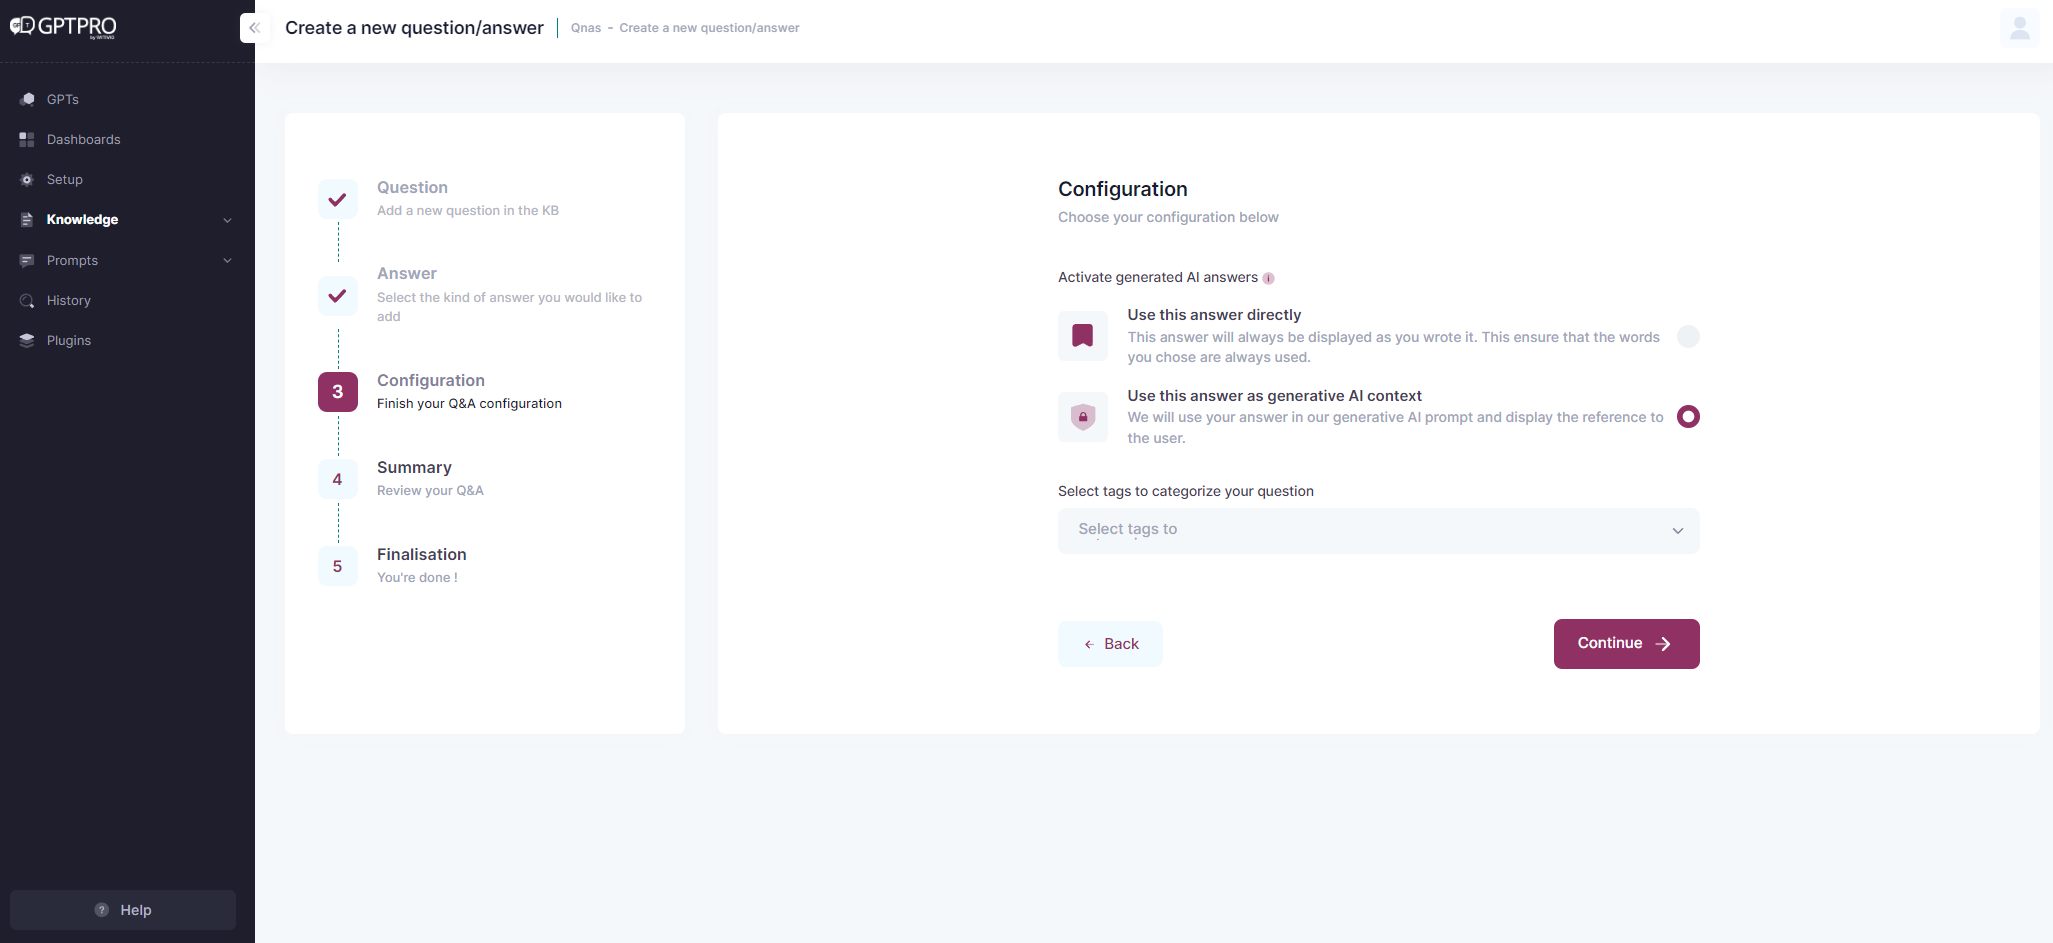 GPTPRO
Create a new question/answer
Qnas - Create a new question/answer
GPTs
Dashboards
Setup
Knowledge
Prompts
History
Plugins
Help
Question
Add a new question in the KB
Answer
Select the kind of answer you would like to
add
3
Configuration
Finish your Q&A configuration
4
Summary
Review your Q&A
5
Finalisation
You're done !
Configuration
Choose your configuration below
Activate generated AI answers
Use this answer directly
This answer will always be displayed as you wrote it. This ensure that the words
you chose are always used.
Use this answer as generative AI context
We will use your answer in our generative AI prompt and display the reference to
the user.
Select tags to categorize your question
Select tags to
Back
Continue